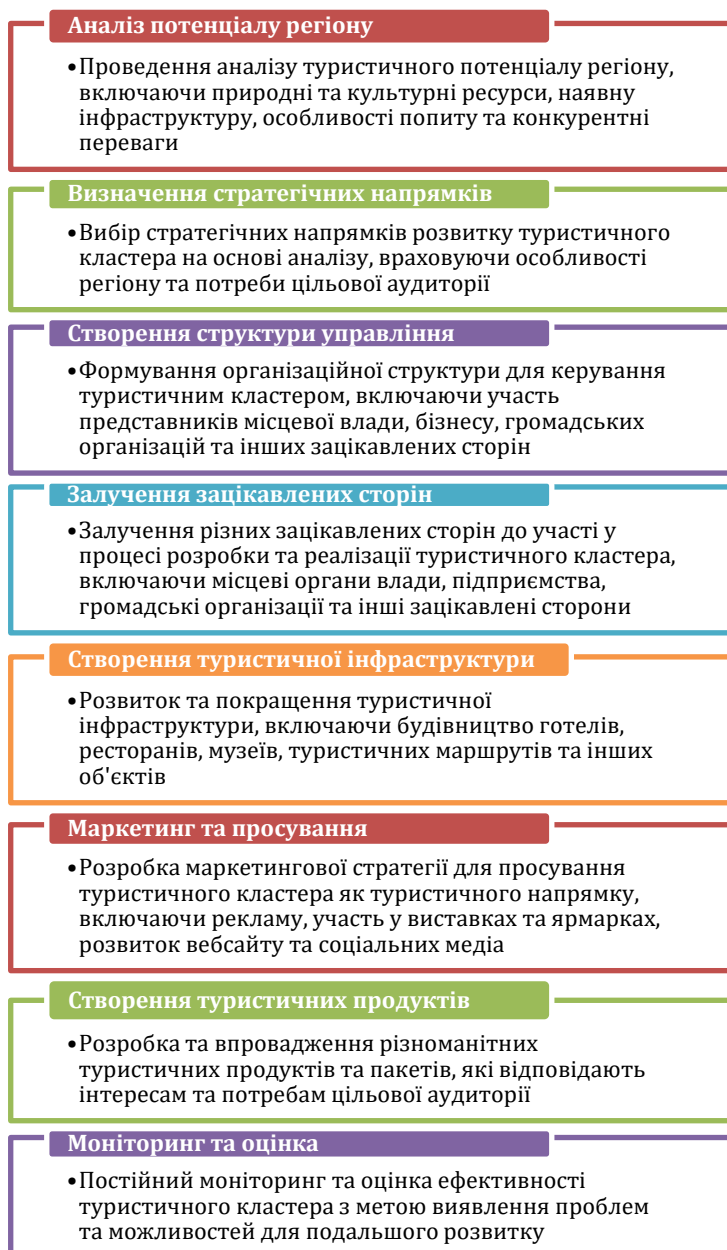 Аналіз потенціалу регіону
•Проведення аналізу туристичного потенціалу регіону,
включаючи природні та культурні ресурси, наявну
інфраструктуру, особливості попиту та конкурентні
переваги
Визначення стратегічних напрямків
•Вибір стратегічних напрямків розвитку туристичного
кластера на основі аналізу, враховуючи особливості
регіону та потреби цільової аудиторії
Створення структури управління
•Формування організаційної структури для керування
туристичним кластером, включаючи участь
представників місцевої влади, бізнесу, громадських
організацій та інших зацікавлених сторін
Залучення зацікавлених сторін
•Залучення різних зацікавлених сторін до участі у
процесі розробки та реалізації туристичного кластера,
включаючи місцеві органи влади, підприємства,
громадські організації та інші зацікавлені сторони
Створення туристичної інфраструктури
•Розвиток та покращення туристичної
інфраструктури, включаючи будівництво готелів,
ресторанів, музеїв, туристичних маршрутів та інших
об'єктів
Маркетинг та просування
•Розробка маркетингової стратегії для просування
туристичного кластера як туристичного напрямку,
включаючи рекламу, участь у виставках та ярмарках,
розвиток вебсайту та соціальних медіа
Створення туристичних продуктів
•Розробка та впровадження різноманітних
туристичних продуктів та пакетів, які відповідають
інтересам та потребам цільової аудиторії
Моніторинг та оцінка
•Постійний моніторинг та оцінка ефективності
туристичного кластера з метою виявлення проблем
та можливостей для подальшого розвитку